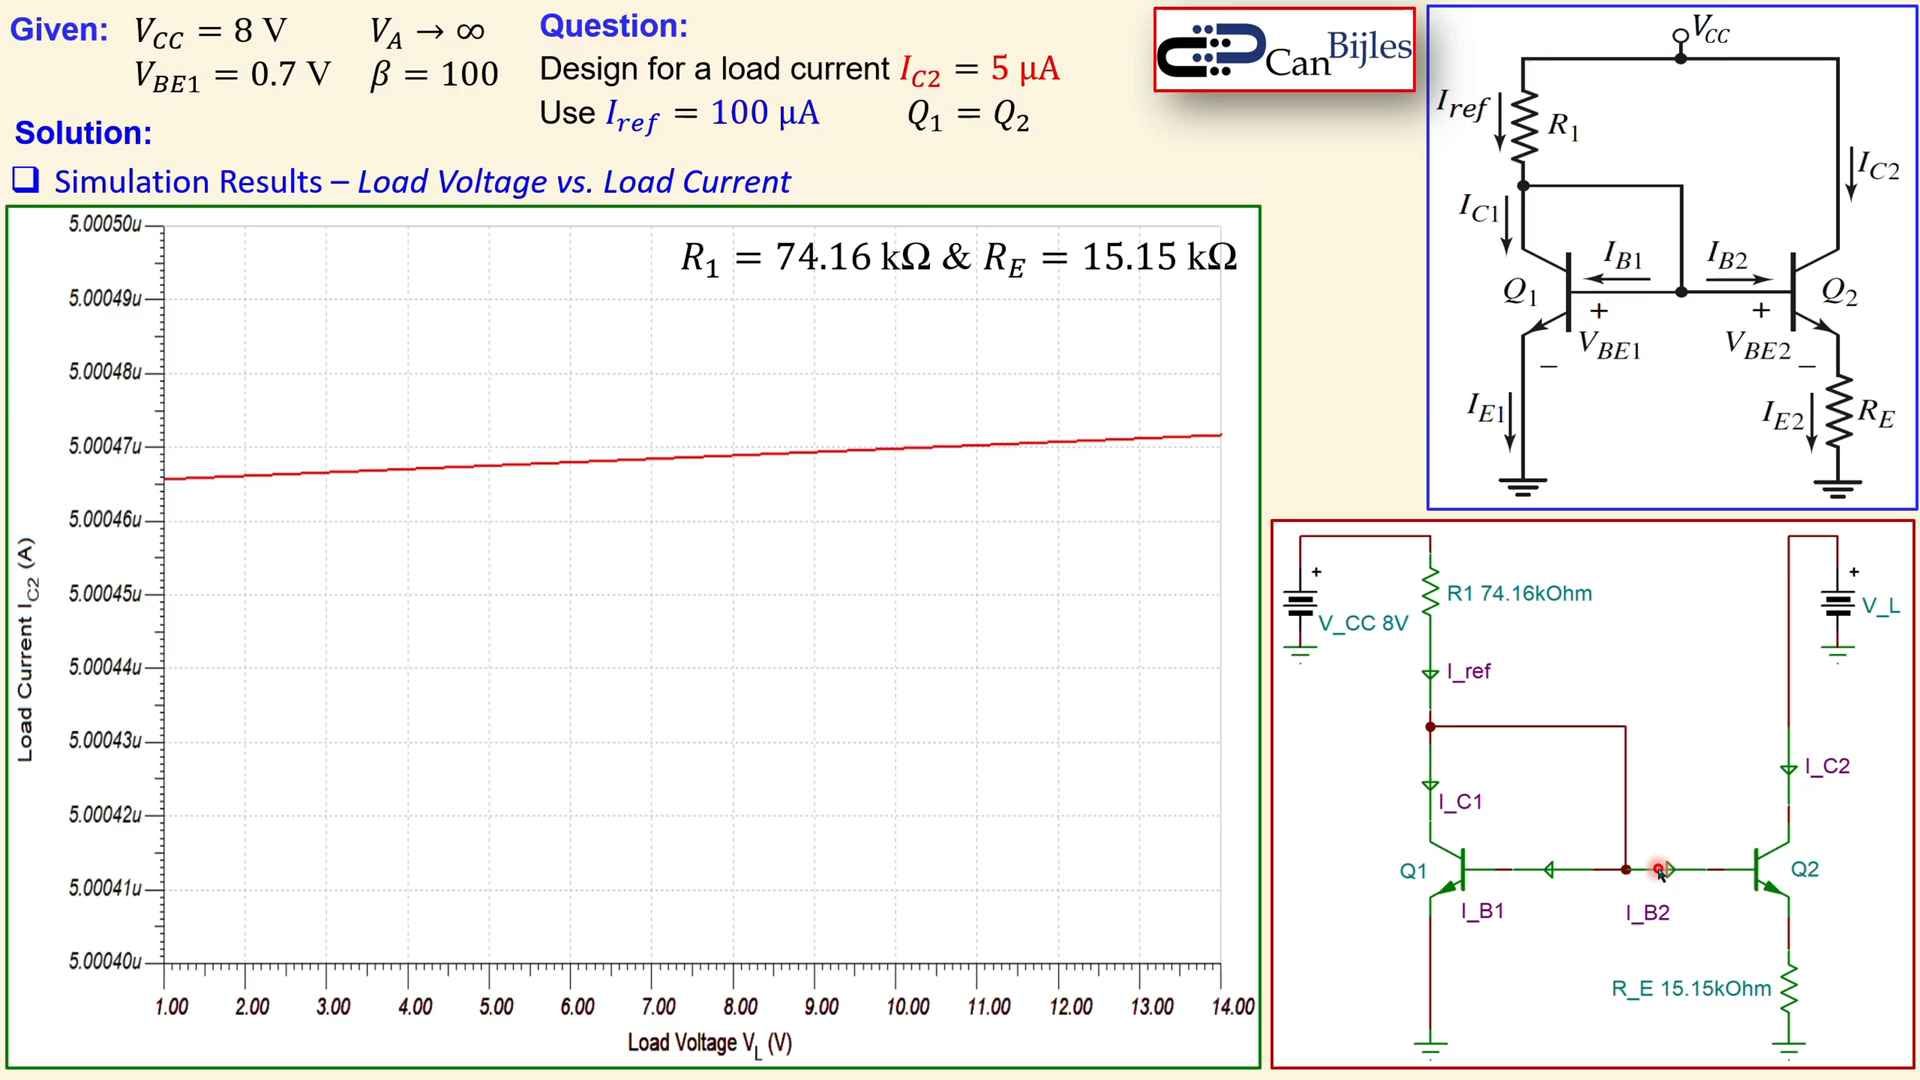 Given: V_CC = 8 V V_A → ∞
V_BE1 = 0.7 V β = 100
Question:
Design for a load current I_C2 = 5 μA
Use I_ref = 100 μA Q_1 = Q_2
Solution:
❑ Simulation Results – Load Voltage vs. Load Current
CanBijles
R_1 = 74.16 kΩ & R_E = 15.15 kΩ
5.00050u
5.00049u
5.00048u
5.00047u
5.00046u
5.00045u
5.00044u
5.00043u
5.00042u
5.00041u
5.00040u
Load Current I_C2 (A)
1.00 2.00 3.00 4.00 5.00 6.00 7.00 8.00 9.00 10.00 11.00 12.00 13.00 14.00
Load Voltage V_L (V)
V_CC
I_ref R_1
I_C2
I_C1
I_B1 I_B2
Q_1 Q_2
+ +
V_BE1 V_BE2
– –
I_E1 I_E2 R_E
+ +
R1 74.16kOhm
V_CC 8V V_L
I_ref
I_C2
I_C1
Q1 Q2
I_B1 I_B2
R_E 15.15kOhm